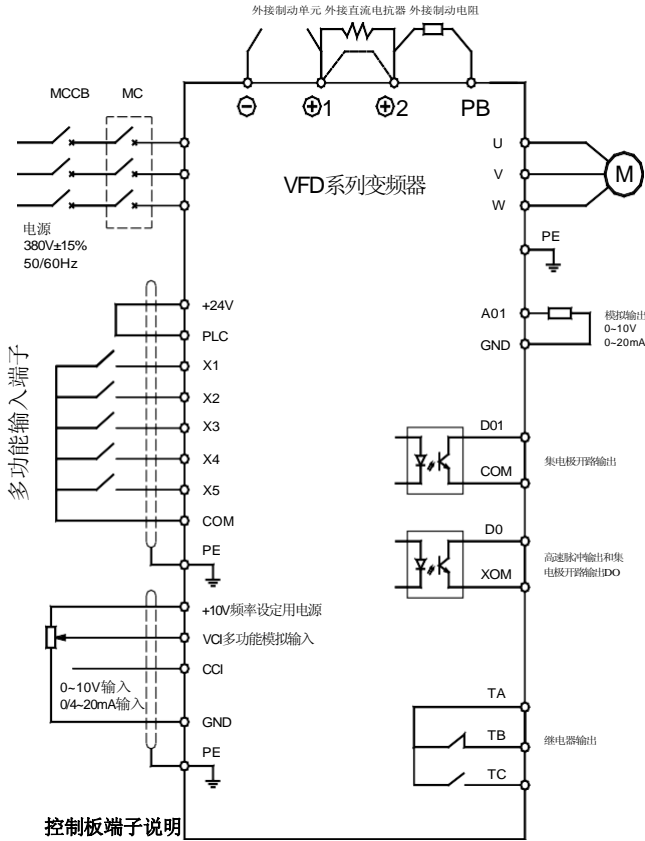 外接制动单元 外接直流电抗器 外接制动电阻
MCCB
MC
⊖
⊕1
⊕2
PB
VFD系列变频器
U
V
W
M
PE
电源
380V±15%
50/60Hz
多功能输入端子
+24V
PLC
X1
X2
X3
X4
X5
COM
PE
+10V频率设定用电源
VCI多功能模拟输入
CCI
0~10V输入
0/4~20mA输入
GND
PE
A01
GND
模拟输出
0~10V
0~20mA
D01
COM
集电极开路输出
D0
XOM
高速脉冲输出和集
电极开路输出DO
TA
TB
TC
继电器输出
控制板端子说明